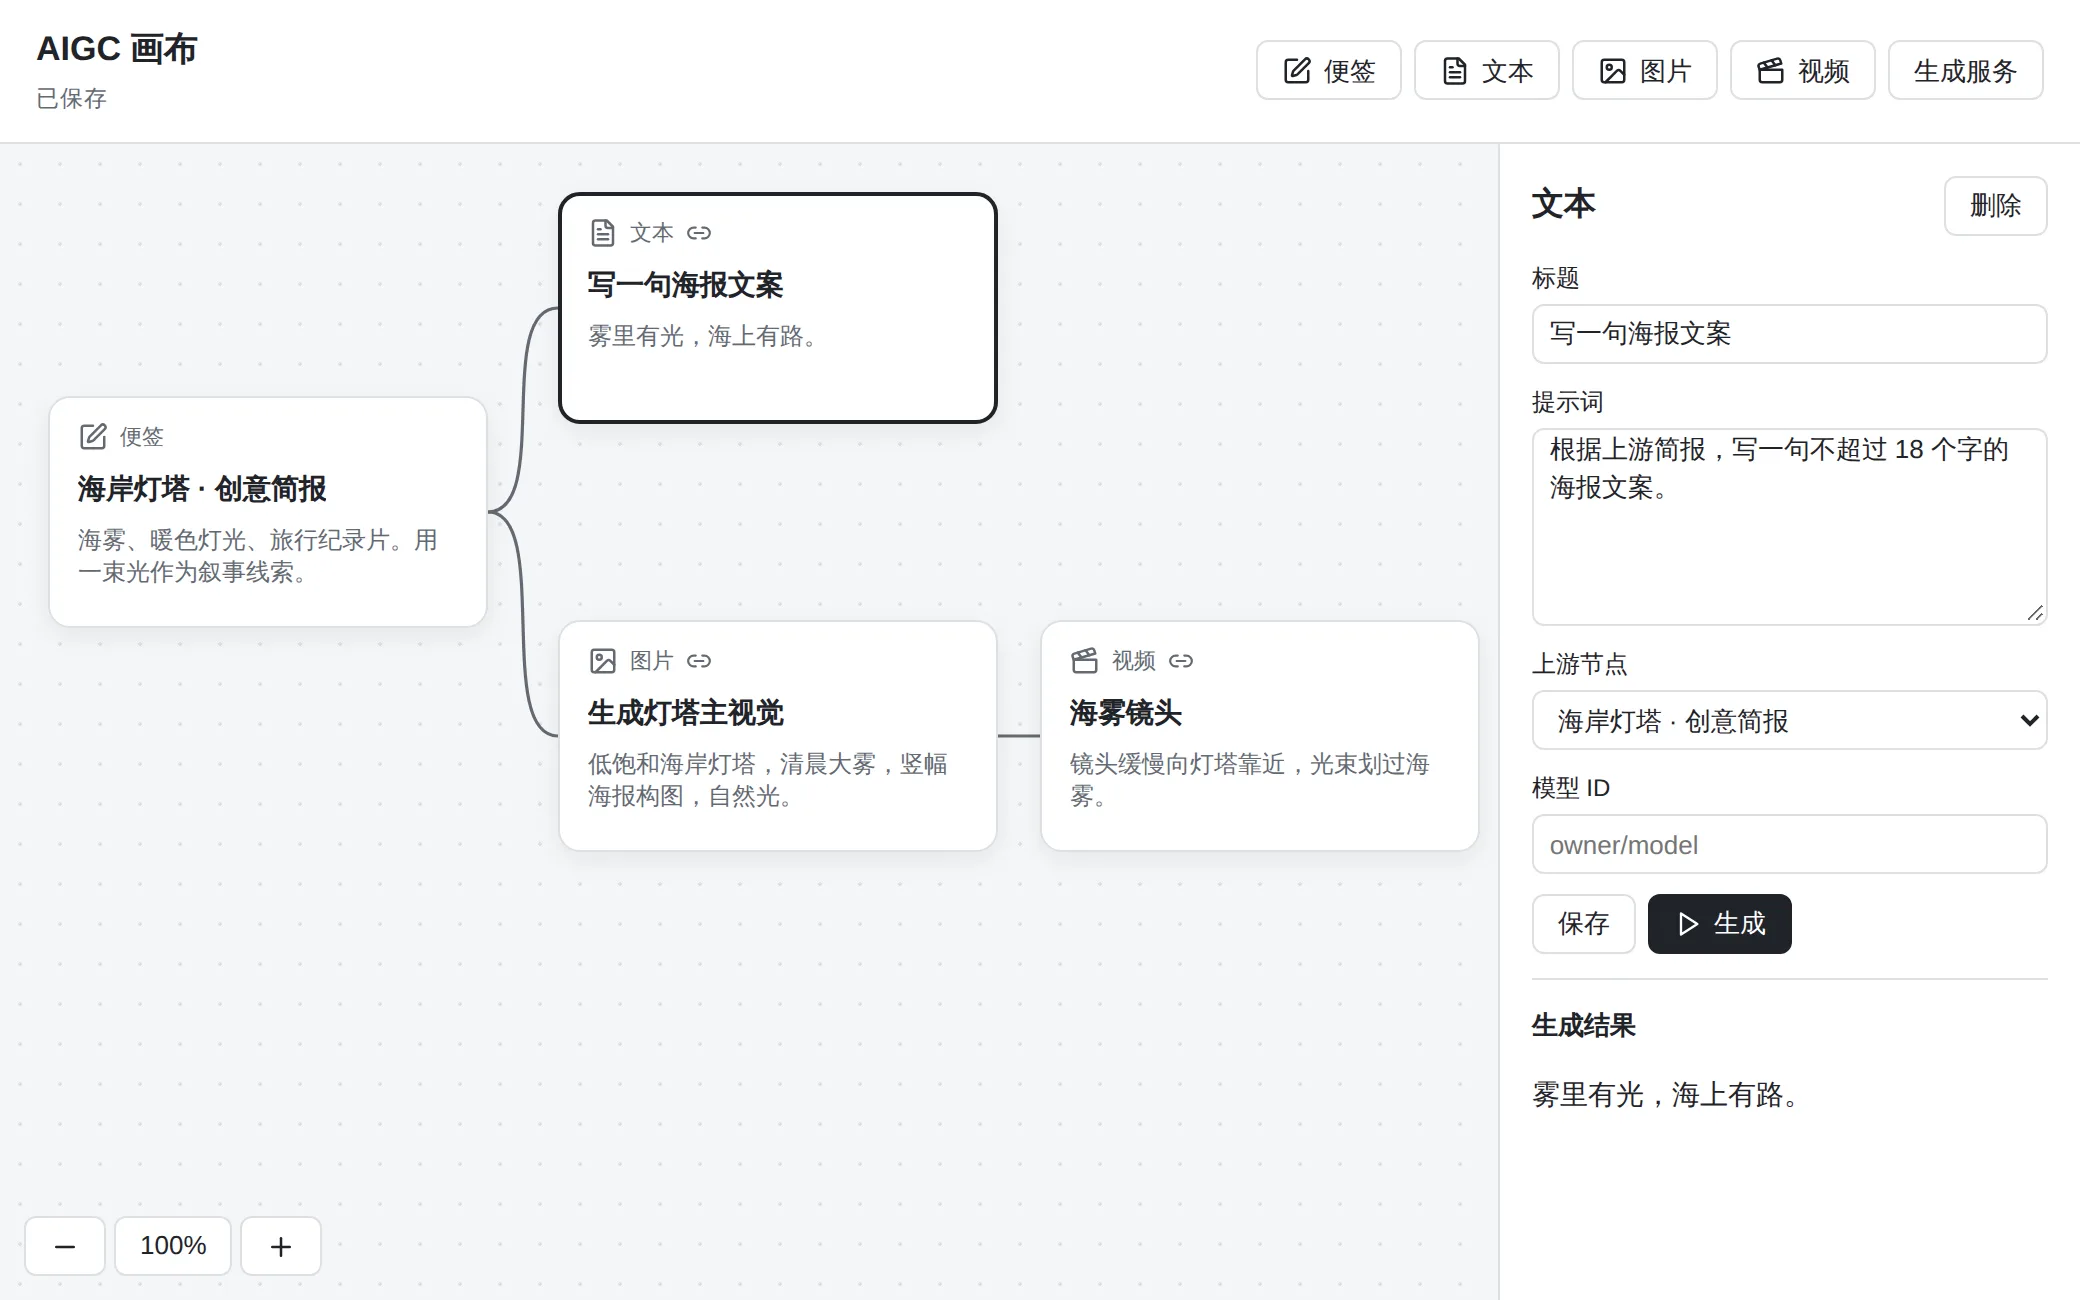 AIGC 画布
已保存
便签
文本
图片
视频
生成服务
文本
写一句海报文案
雾里有光，海上有路。
便签
海岸灯塔 · 创意简报
海雾、暖色灯光、旅行纪录片。用
一束光作为叙事线索。
图片
生成灯塔主视觉
低饱和海岸灯塔，清晨大雾，竖幅
海报构图，自然光。
视频
海雾镜头
镜头缓慢向灯塔靠近，光束划过海
雾。
100%
文本
删除
标题
写一句海报文案
提示词
根据上游简报，写一句不超过 18 个字的
海报文案。
上游节点
海岸灯塔 · 创意简报
模型 ID
owner/model
保存
生成
生成结果
雾里有光，海上有路。